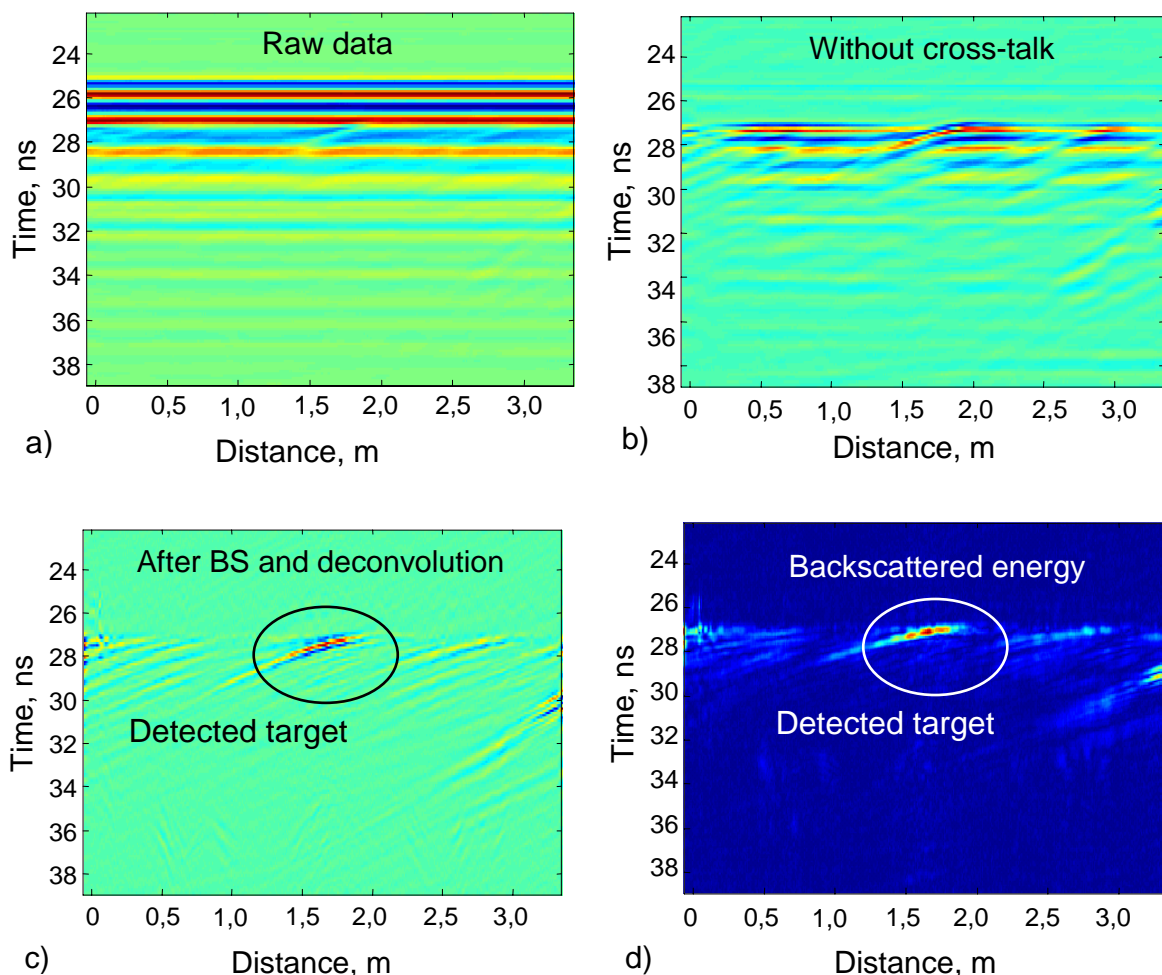 Raw data
Time, ns
24
26
28
30
32
34
36
38
0 0,5 1,0 1,5 2,0 2,5 3,0
a)
Distance, m
Without cross-talk
Time, ns
24
26
28
30
32
34
36
38
0 0,5 1,0 1,5 2,0 2,5 3,0
b)
Distance, m
After BS and deconvolution
Detected target
Time, ns
24
26
28
30
32
34
36
38
0 0,5 1,0 1,5 2,0 2,5 3,0
c)
Distance, m
Backscattered energy
Detected target
Time, ns
24
26
28
30
32
34
36
38
0 0,5 1,0 1,5 2,0 2,5 3,0
d)
Distance, m